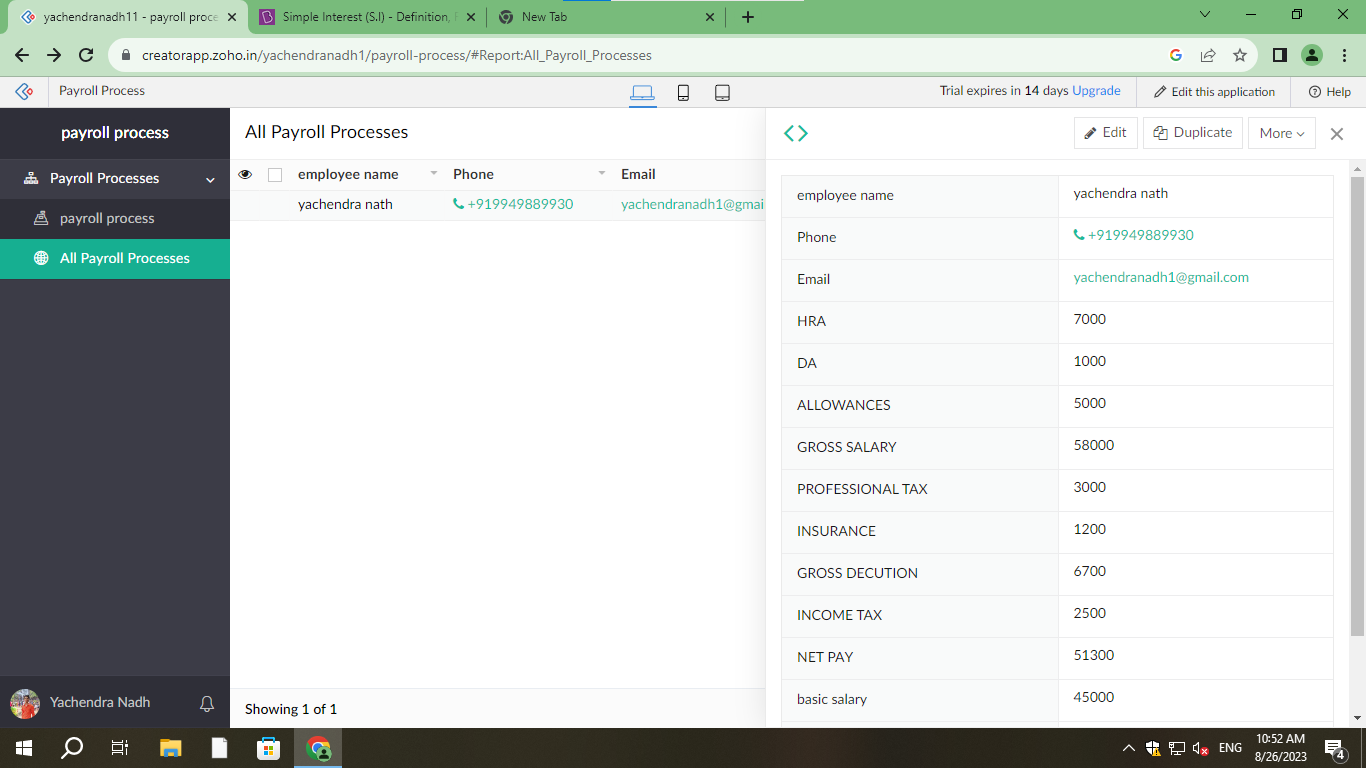 yachendranadh11 - payroll proce
Simple Interest (S.I) - Definition, F
New Tab
creatorapp.zoho.in/yachendranadh1/payroll-process/#Report:All_Payroll_Processes
Payroll Process
Trial expires in 14 days Upgrade
Edit this application
Help
payroll process
Payroll Processes
payroll process
All Payroll Processes
Yachendra Nadh
All Payroll Processes
employee name Phone Email
yachendra nath +919949889930 yachendranadh1@gmai
Showing 1 of 1
Edit Duplicate More
employee name yachendra nath
Phone +919949889930
Email yachendranadh1@gmail.com
HRA 7000
DA 1000
ALLOWANCES 5000
GROSS SALARY 58000
PROFESSIONAL TAX 3000
INSURANCE 1200
GROSS DECUTION 6700
INCOME TAX 2500
NET PAY 51300
basic salary 45000
ENG
10:52 AM
8/26/2023
4